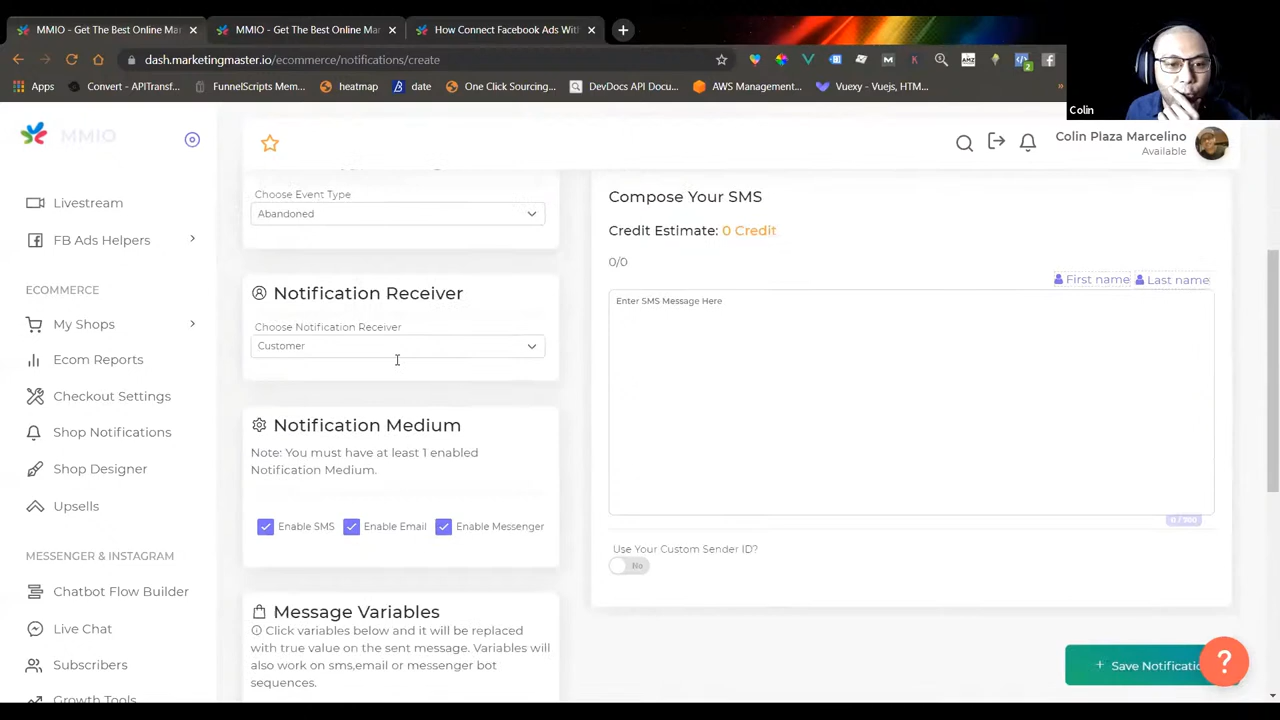 MMIO - Get The Best Online Mar
MMIO - Get The Best Online Mar
How Connect Facebook Ads With
dash.marketingmaster.io/ecommerce/notifications/create
Apps
Convert - APITransf...
FunnelScripts Mem...
heatmap
date
One Click Sourcing...
DevDocs API Docu...
AWS Management...
Vuexy - Vuejs, HTM...
»
Colin
MMIO
Colin Plaza Marcelino
Available
Livestream
FB Ads Helpers
ECOMMERCE
My Shops
Ecom Reports
Checkout Settings
Shop Notifications
Shop Designer
Upsells
MESSENGER & INSTAGRAM
Chatbot Flow Builder
Live Chat
Subscribers
Growth Tools
Choose Event Type
Abandoned
Notification Receiver
Choose Notification Receiver
Customer
Notification Medium
Note: You must have at least 1 enabled
Notification Medium.
Enable SMS
Enable Email
Enable Messenger
Message Variables
Click variables below and it will be replaced
with true value on the sent message. Variables will
also work on sms,email or messenger bot
sequences.
Compose Your SMS
Credit Estimate: 0 Credit
0/0
First name
Last name
Enter SMS Message Here
Use Your Custom Sender ID?
No
+ Save Notificatio
?